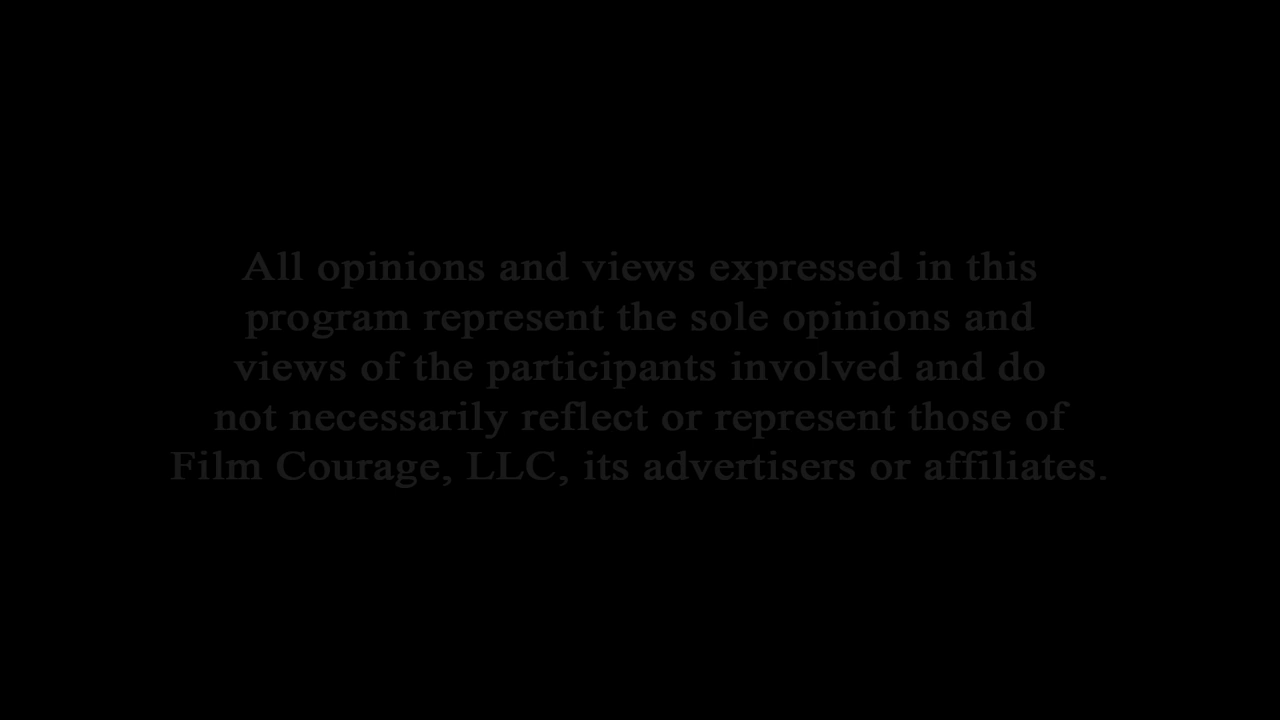 All opinions and views expressed in this
program represent the sole opinions and
views of the participants involved and do
not necessarily reflect or represent those of
Film Courage, LLC, its advertisers or affiliates.